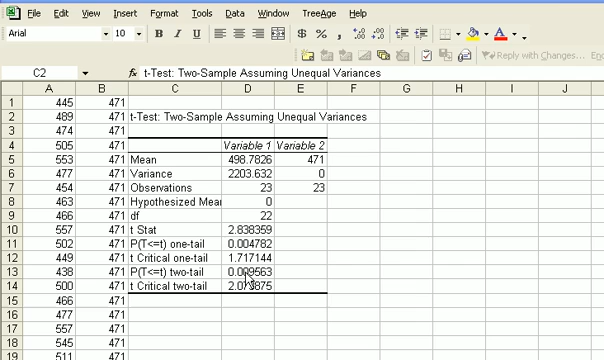 File Edit View Insert Format Tools Data Window TreeAge Help
Arial 10 B I U $ % ,
Reply with Changes...
C2 fx t-Test: Two-Sample Assuming Unequal Variances
A B C D E F G H I J
1 445 471
2 489 471 t-Test: Two-Sample Assuming Unequal Variances
3 474 471
4 505 471 Variable 1 Variable 2
5 553 471 Mean 498.7826 471
6 477 471 Variance 2203.632 0
7 454 471 Observations 23 23
8 463 471 Hypothesized Mean 0
9 466 471 df 22
10 557 471 t Stat 2.838359
11 502 471 P(T<=t) one-tail 0.004782
12 449 471 t Critical one-tail 1.717144
13 438 471 P(T<=t) two-tail 0.009563
14 500 471 t Critical two-tail 2.073875
15 466 471
16 477 471
17 557 471
18 545 471
19 511 471